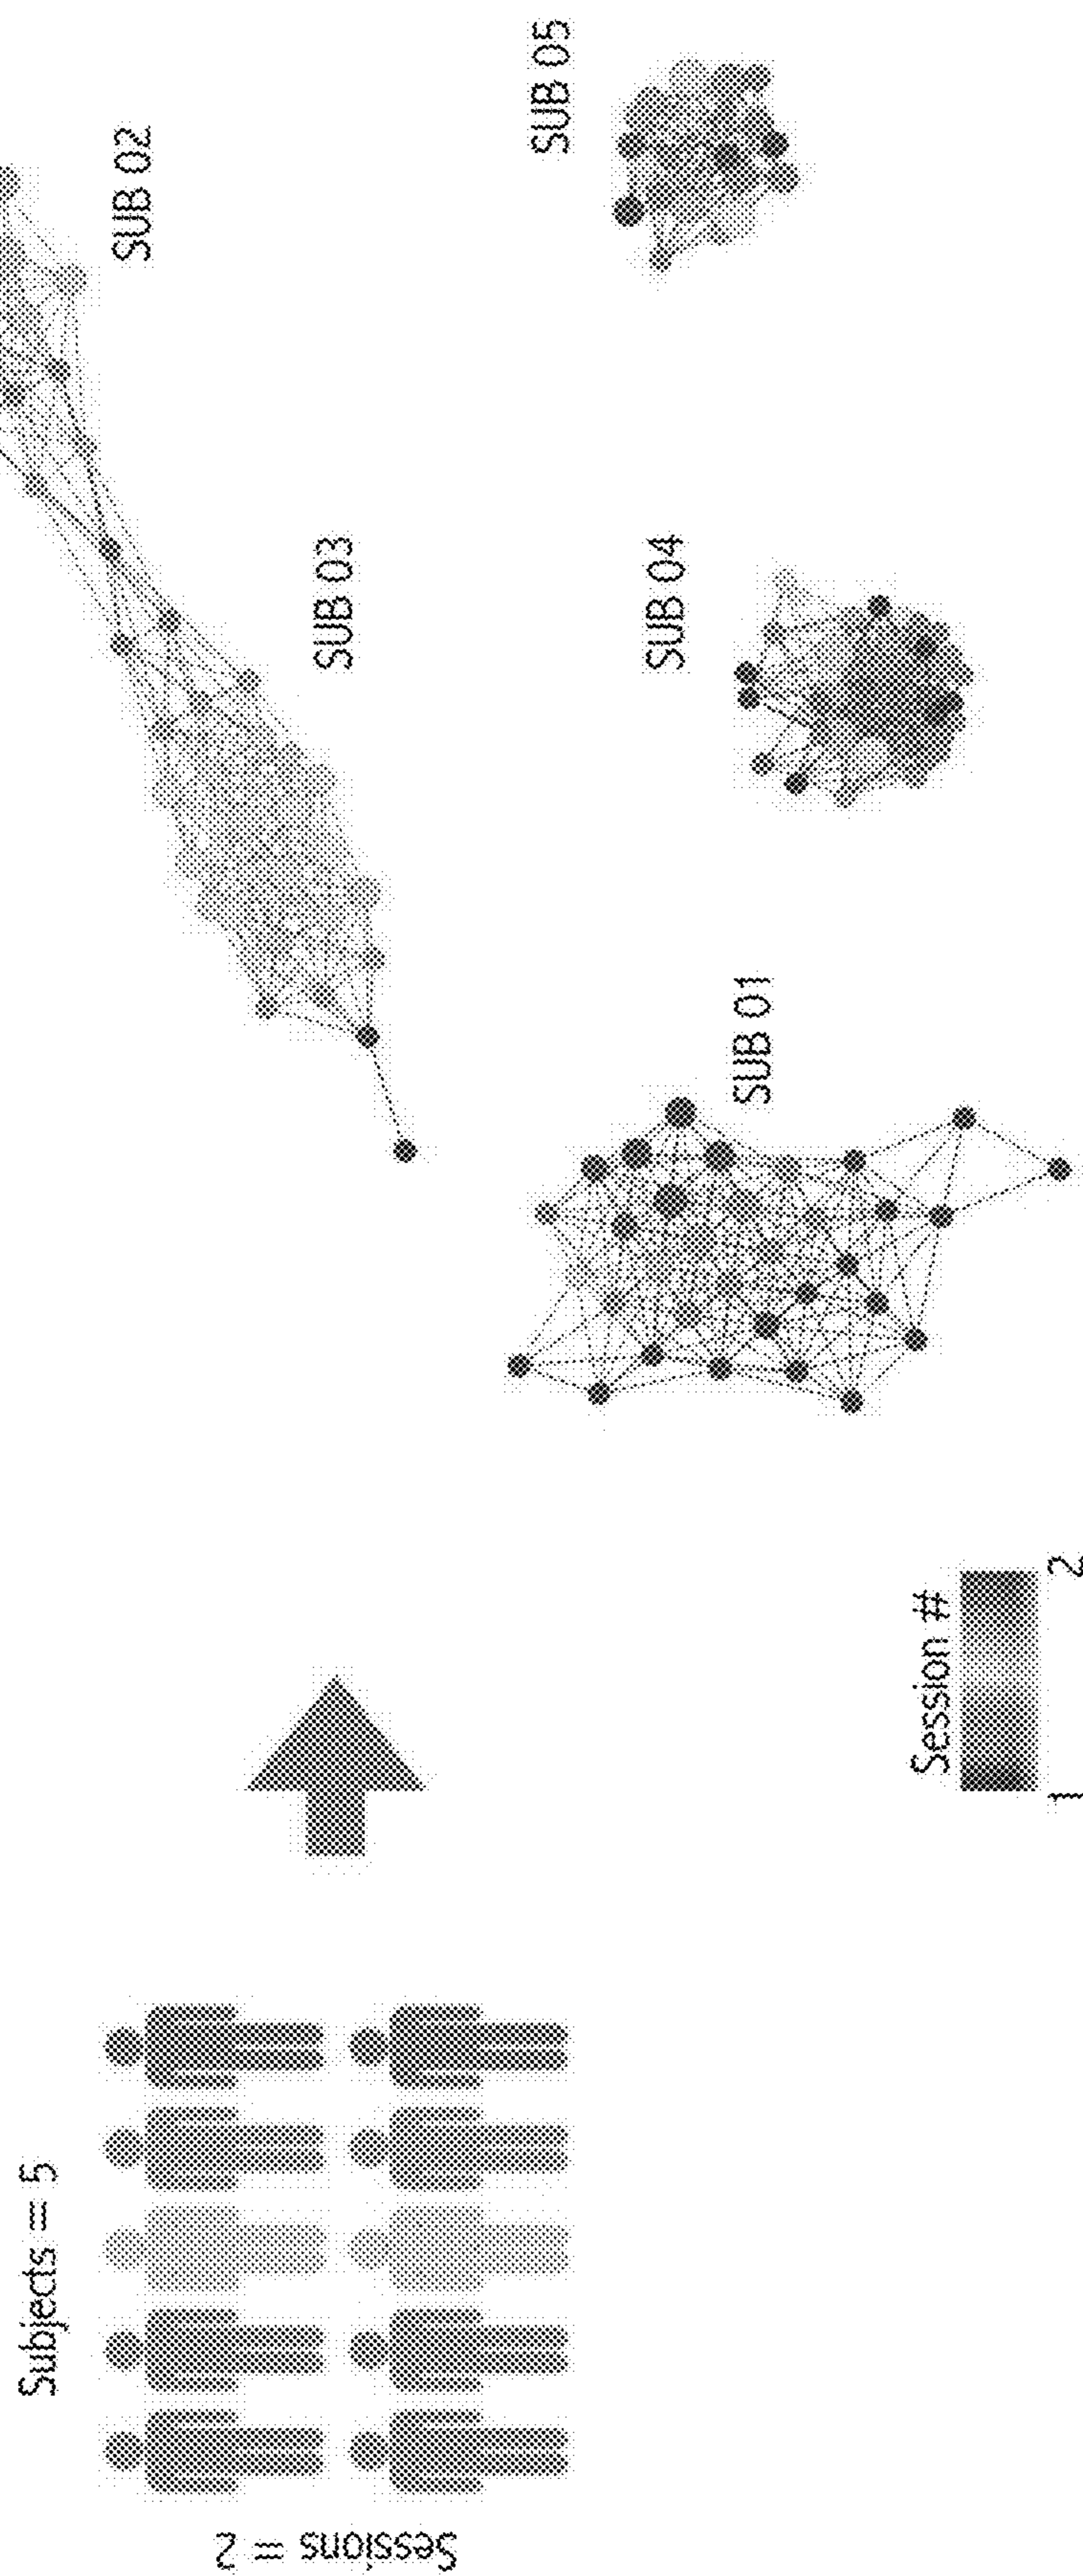 Subjects = 5
Sessions = 2
SUB 02
SUB 03
SUB 05
SUB 04
SUB 01
Session #
1
2